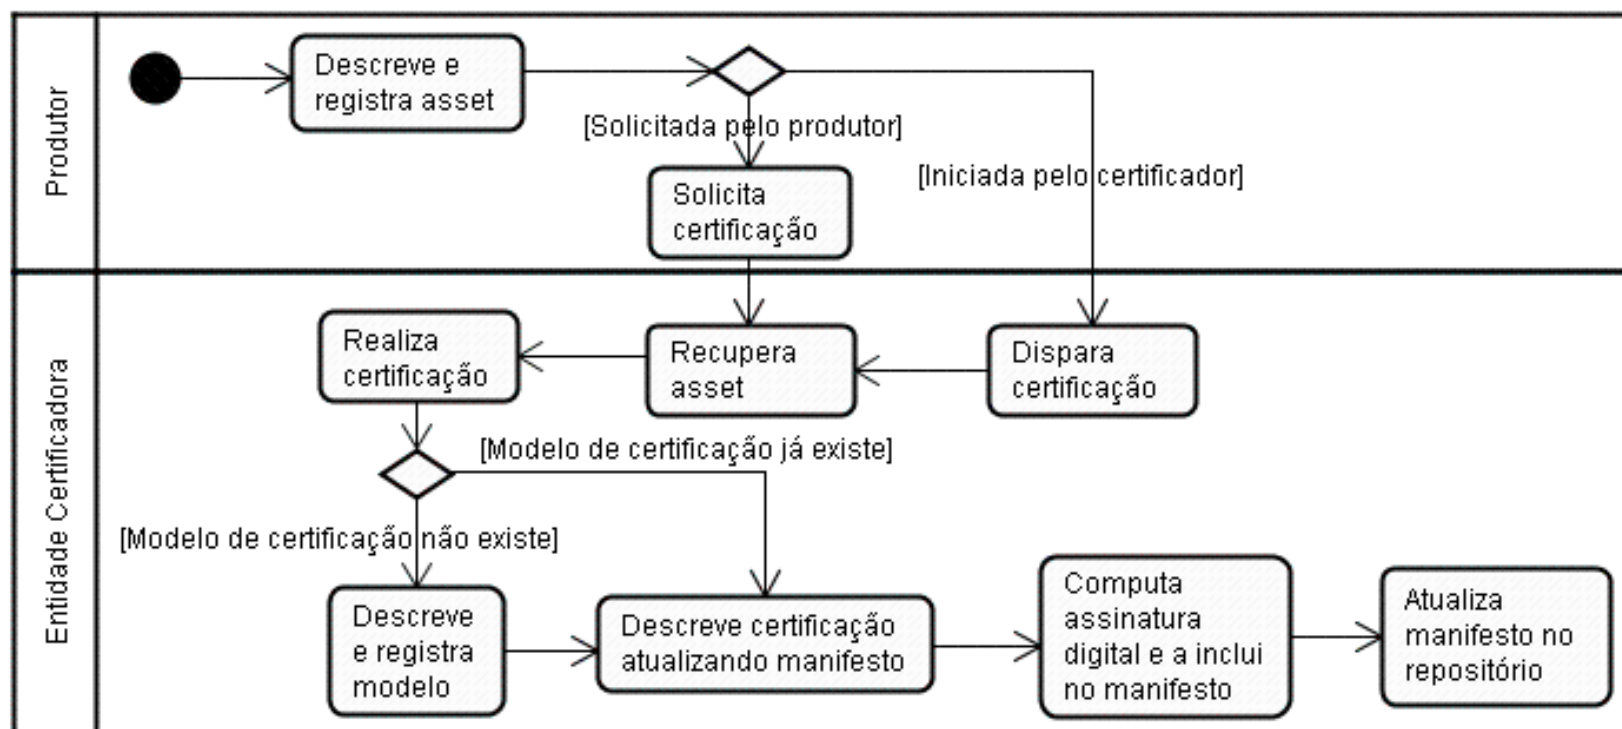 Produtor
Descreve e
registra asset
[Solicitada pelo produtor]
[Iniciada pelo certificador]
Solicita
certificação
Entidade Certificadora
Realiza
certificação
Recupera
asset
Dispara
certificação
[Modelo de certificação já existe]
[Modelo de certificação não existe]
Descreve
e registra
modelo
Descreve certificação
atualizando manifesto
Computa
assinatura
digital e a inclui
no manifesto
Atualiza
manifesto no
repositório